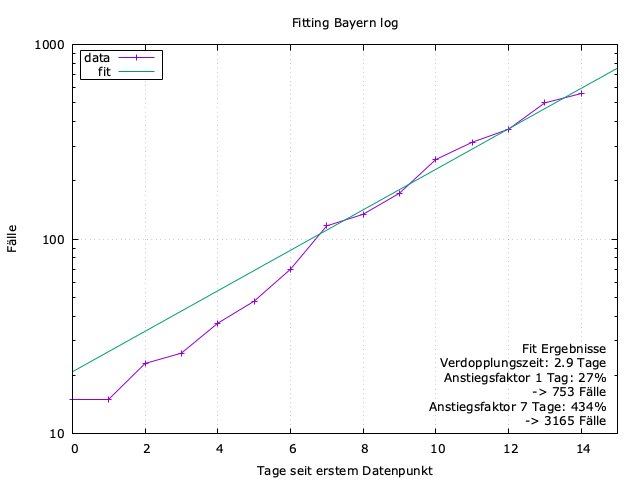 Fitting Bayern log
1000
data
fit
100
Fälle
10
Fit Ergebnisse
Verdopplungszeit: 2.9 Tage
Anstiegsfaktor 1 Tag: 27%
-> 753 Fälle
Anstiegsfaktor 7 Tage: 434%
-> 3165 Fälle
0 2 4 6 8 10 12 14
Tage seit erstem Datenpunkt